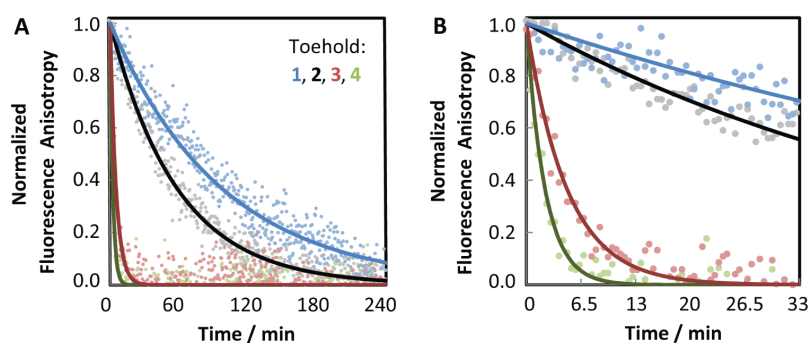 A
Normalized
Fluorescence Anisotropy
1.0
0.8
0.6
0.4
0.2
0.0
Toehold:
1, 2, 3, 4
0 60 120 180 240
Time / min
B
Normalized
Fluorescence Anisotropy
1.0
0.8
0.6
0.4
0.2
0.0
0 6.5 13 20 26.5 33
Time / min